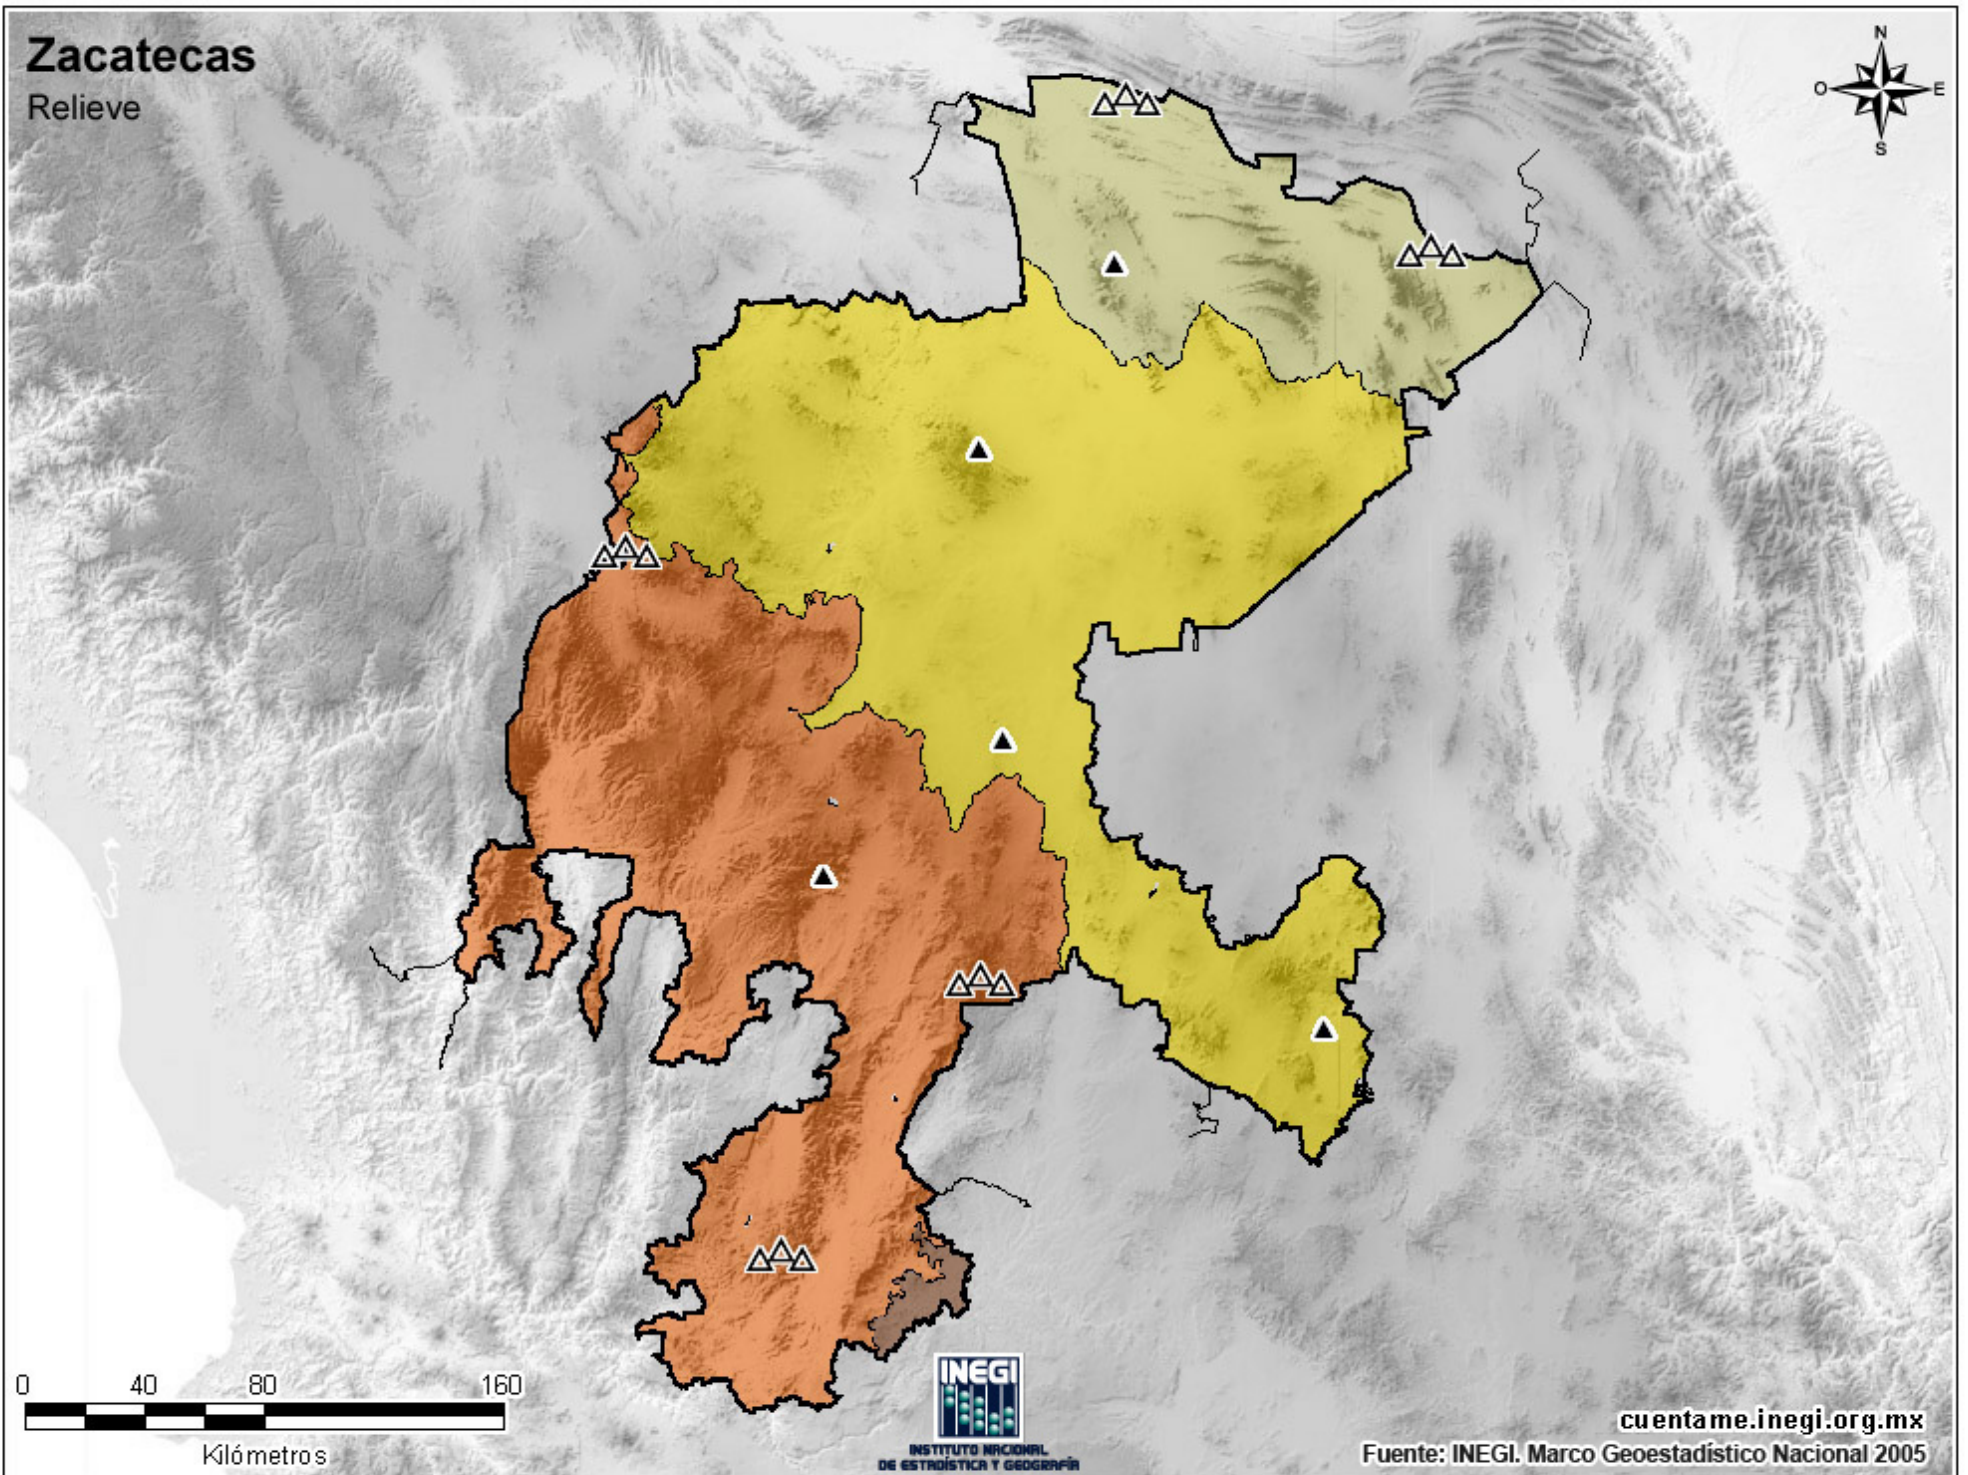 Zacatecas
Relieve
N
O
E
S
0 40 80 160
Kilómetros
INEGI
INSTITUTO NACIONAL
DE ESTADÍSTICA Y GEOGRAFÍA
cuentame.inegi.org.mx
Fuente: INEGI. Marco Geoestadístico Nacional 2005